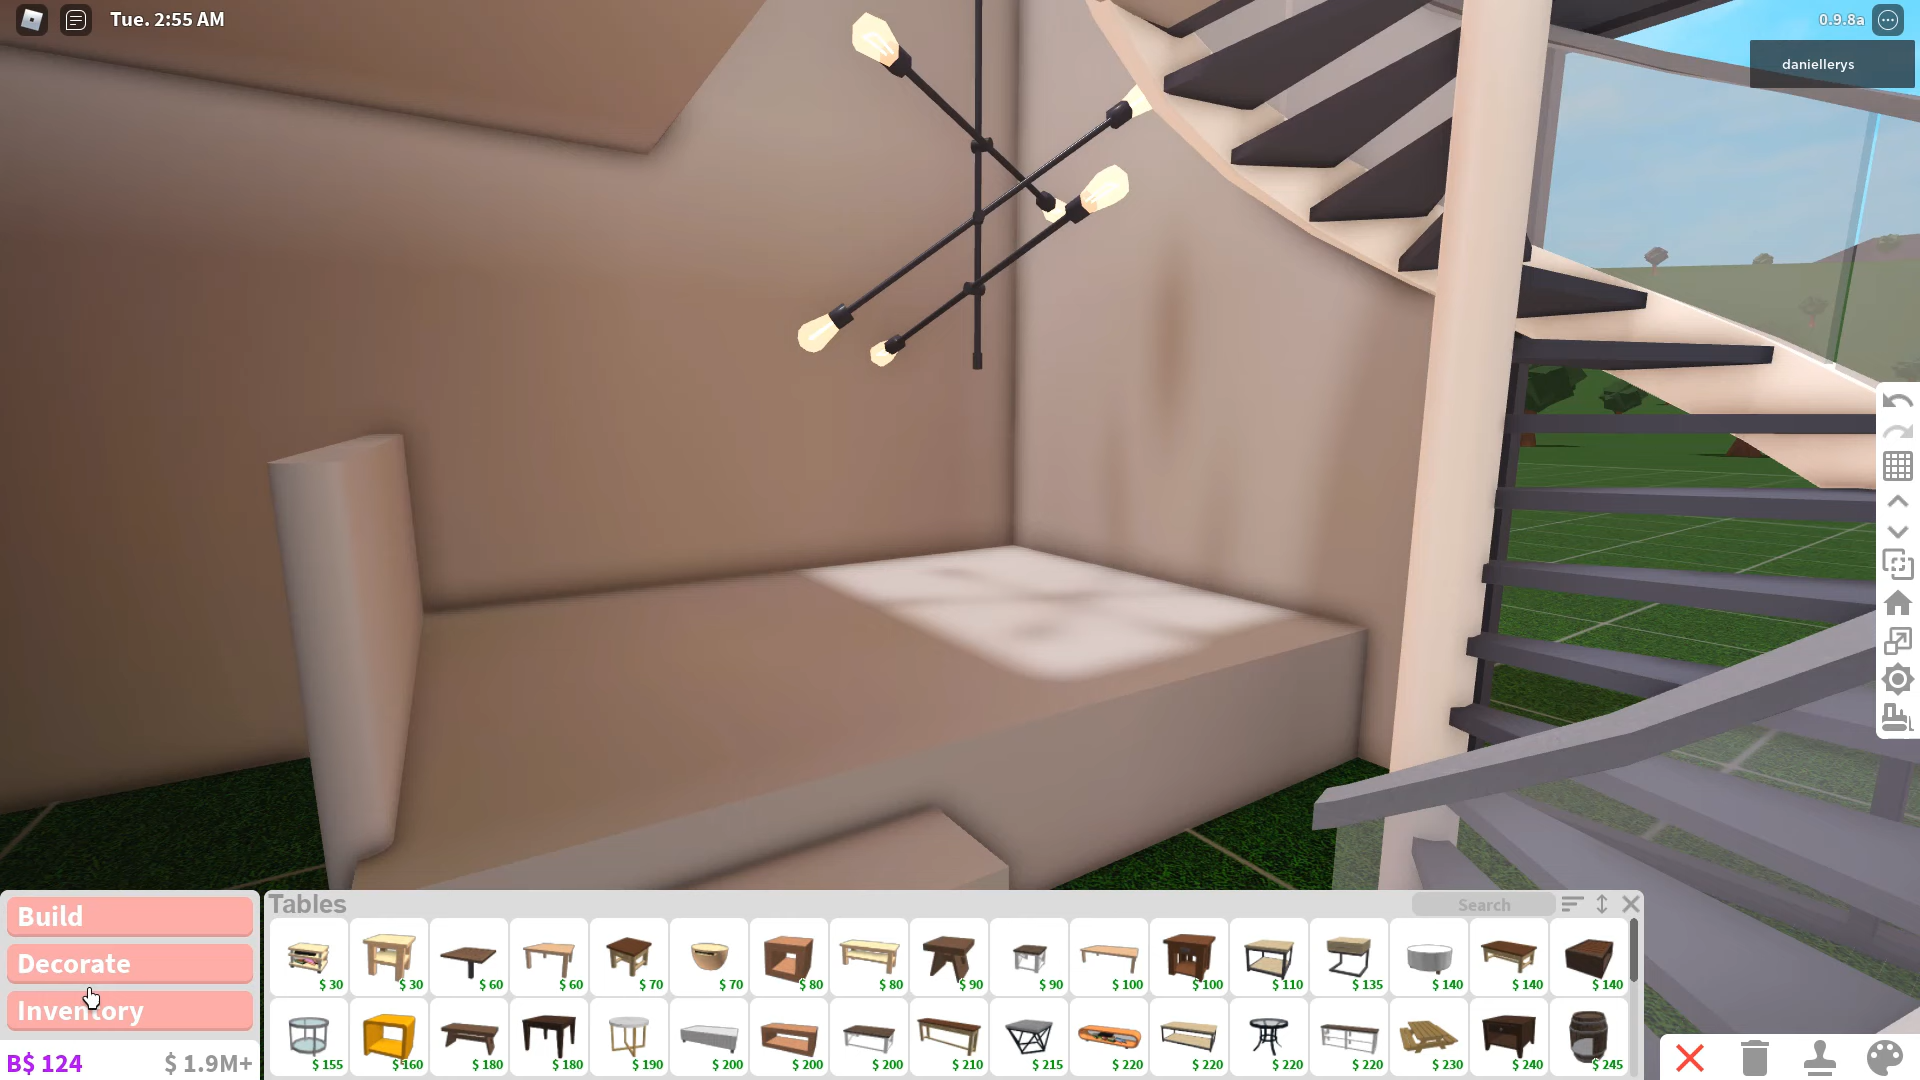 Tue. 2:55 AM
0.9.8a
daniellerys
Build
Decorate
Inventory
B$ 124
$ 1.9M+
Tables
Search
$ 30 $ 30 $ 60 $ 60 $ 70 $ 70 $ 80 $ 80 $ 90 $ 90 $ 100 $ 100 $ 110 $ 135 $ 140 $ 140 $ 140
$ 155 $ 160 $ 180 $ 180 $ 190 $ 200 $ 200 $ 200 $ 210 $ 215 $ 220 $ 220 $ 220 $ 220 $ 230 $ 240 $ 245